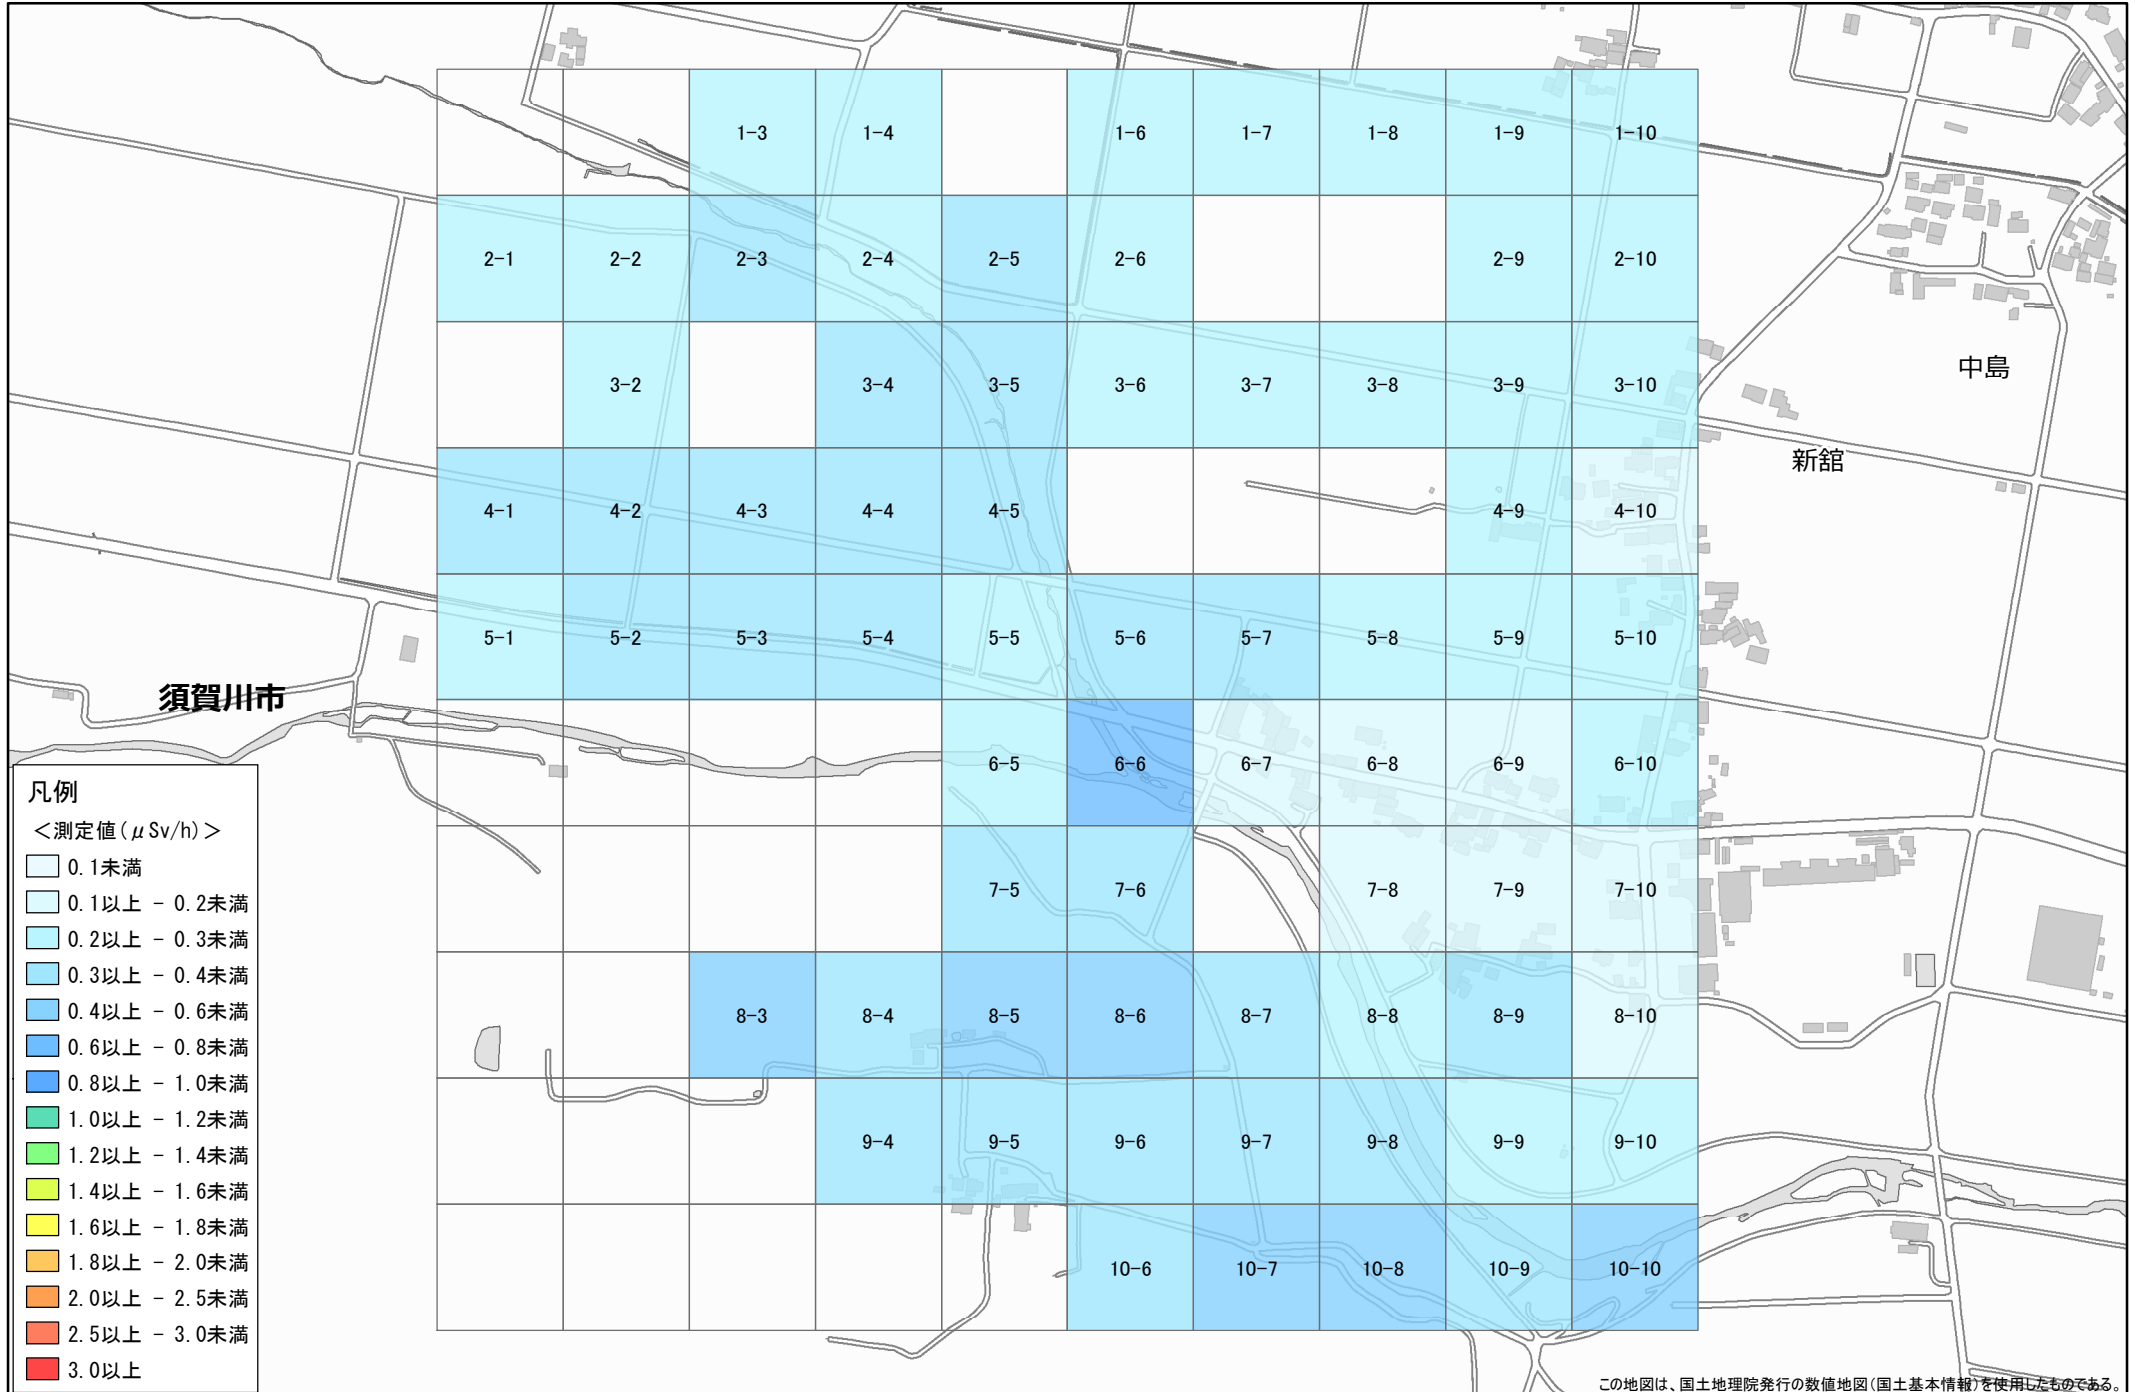 1-3 1-4 1-6 1-7 1-8 1-9 1-10
2-1 2-2 2-3 2-4 2-5 2-6 2-9 2-10
3-2 3-4 3-5 3-6 3-7 3-8 3-9 3-10
中島
新舘
4-1 4-2 4-3 4-4 4-5 4-9 4-10
5-1 5-2 5-3 5-4 5-5 5-6 5-7 5-8 5-9 5-10
須賀川市
6-5 6-6 6-7 6-8 6-9 6-10
7-5 7-6 7-8 7-9 7-10
8-3 8-4 8-5 8-6 8-7 8-8 8-9 8-10
9-4 9-5 9-6 9-7 9-8 9-9 9-10
10-6 10-7 10-8 10-9 10-10
凡例
＜測定値(μSv/h)＞
0.1未満
0.1以上 - 0.2未満
0.2以上 - 0.3未満
0.3以上 - 0.4未満
0.4以上 - 0.6未満
0.6以上 - 0.8未満
0.8以上 - 1.0未満
1.0以上 - 1.2未満
1.2以上 - 1.4未満
1.4以上 - 1.6未満
1.6以上 - 1.8未満
1.8以上 - 2.0未満
2.0以上 - 2.5未満
2.5以上 - 3.0未満
3.0以上
この地図は、国土地理院発行の数値地図(国土基本情報)を使用したものである。